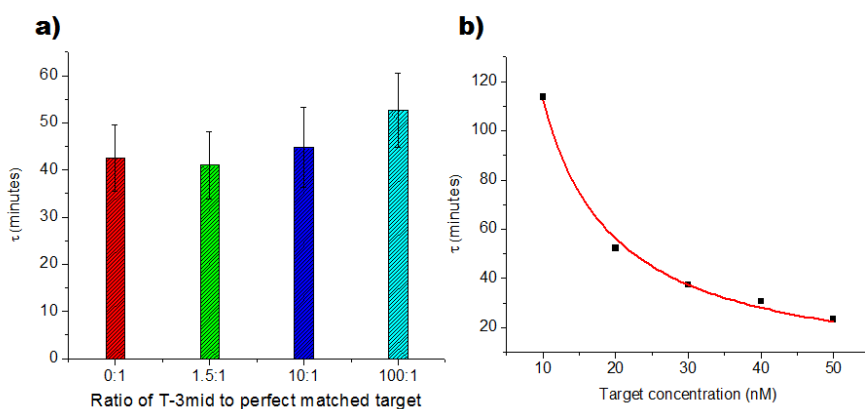 a)
τ (minutes)
60
50
40
30
20
10
0
0:1 1.5:1 10:1 100:1
Ratio of T-3mid to perfect matched target
b)
τ (minutes)
120
100
80
60
40
20
10 20 30 40 50
Target concentration (nM)